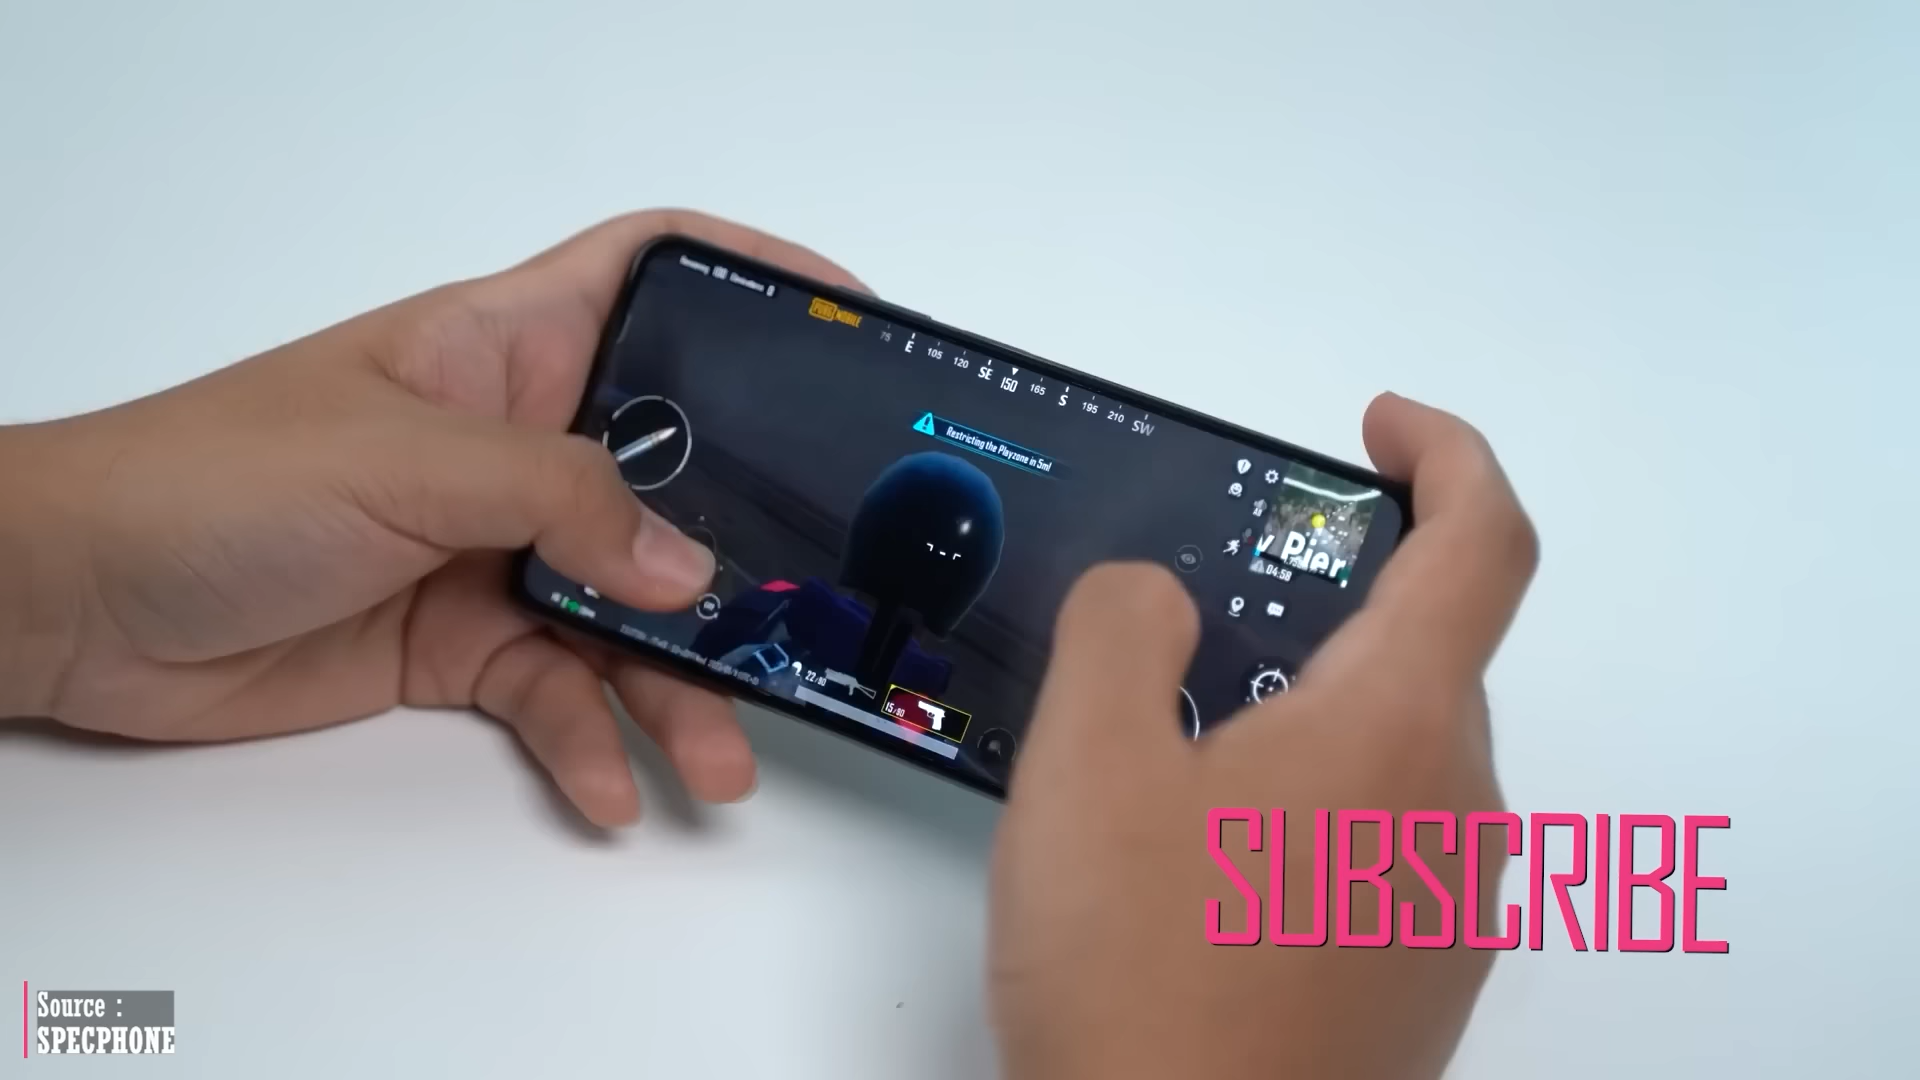 PUBG MOBILE
75 E 105 120 SE 150 165 S 195 210 SW
Restricting the Playzone in 5m!
v Pier
04:58
22/90
15/90
SUBSCRIBE
Source :
SPECPHONE